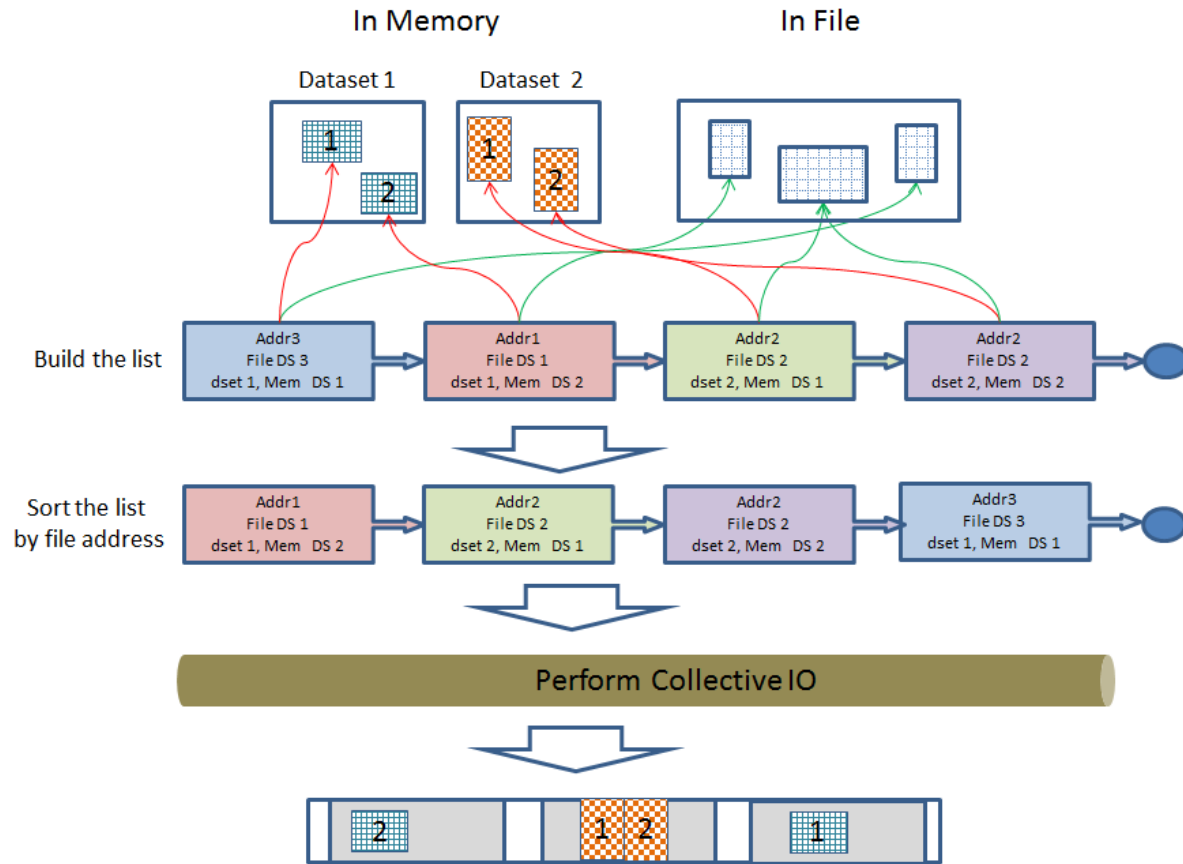 In Memory
In File
Dataset 1
Dataset 2
1
2
1
2
Build the list
Addr3
File DS 3
dset 1, Mem DS 1
Addr1
File DS 1
dset 1, Mem DS 2
Addr2
File DS 2
dset 2, Mem DS 1
Addr2
File DS 2
dset 2, Mem DS 2
Sort the list
by file address
Addr1
File DS 1
dset 1, Mem DS 2
Addr2
File DS 2
dset 2, Mem DS 1
Addr2
File DS 2
dset 2, Mem DS 2
Addr3
File DS 3
dset 1, Mem DS 1
Perform Collective IO
2
1
2
1